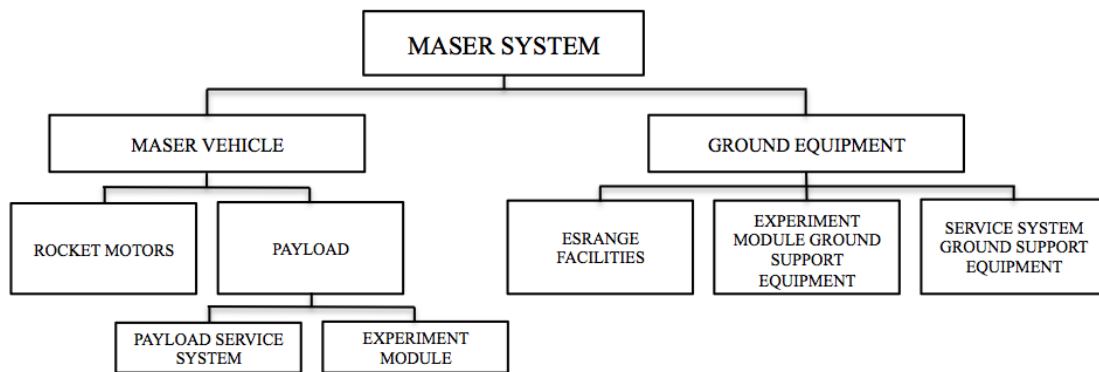 MASER SYSTEM
MASER VEHICLE
GROUND EQUIPMENT
ROCKET MOTORS
PAYLOAD
ESRANGE
FACILITIES
EXPERIMENT
MODULE GROUND
SUPPORT
EQUIPMENT
SERVICE SYSTEM
GROUND SUPPORT
EQUIPMENT
PAYLOAD SERVICE
SYSTEM
EXPERIMENT
MODULE